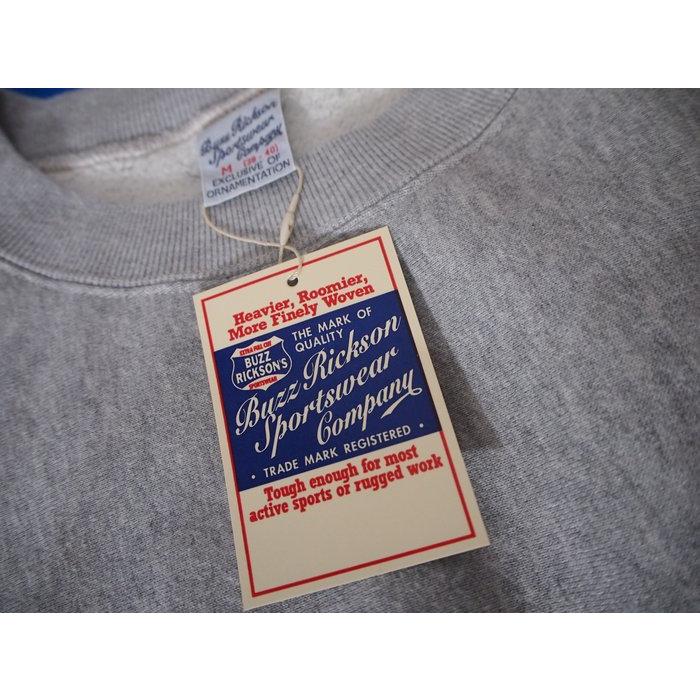 Buzz Rickson
Sportswear
Company
M (38-40)
EXCLUSIVE OF
ORNAMENTATION
Heavier, Roomier,
More Finely Woven
EXTRA FULL CUT
BUZZ
RICKSON'S
SPORTSWEAR
THE MARK OF
QUALITY
Buzz Rickson
Sportswear
Company
• TRADE MARK REGISTERED •
Tough enough for most
active sports or rugged work